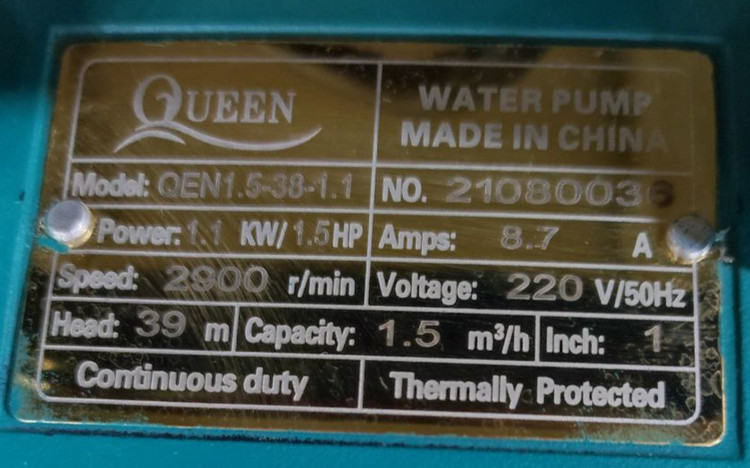 QUEEN
WATER PUMP
MADE IN CHINA
Model: QEN1.5-38-1.1
NO. 21080036
Power: 1.1 KW/ 1.5 HP
Amps: 8.7 A
Speed: 2900 r/min
Voltage: 220 V/50Hz
Head: 39 m
Capacity: 1.5 m³/h
Inch: 1
Continuous duty
Thermally Protected